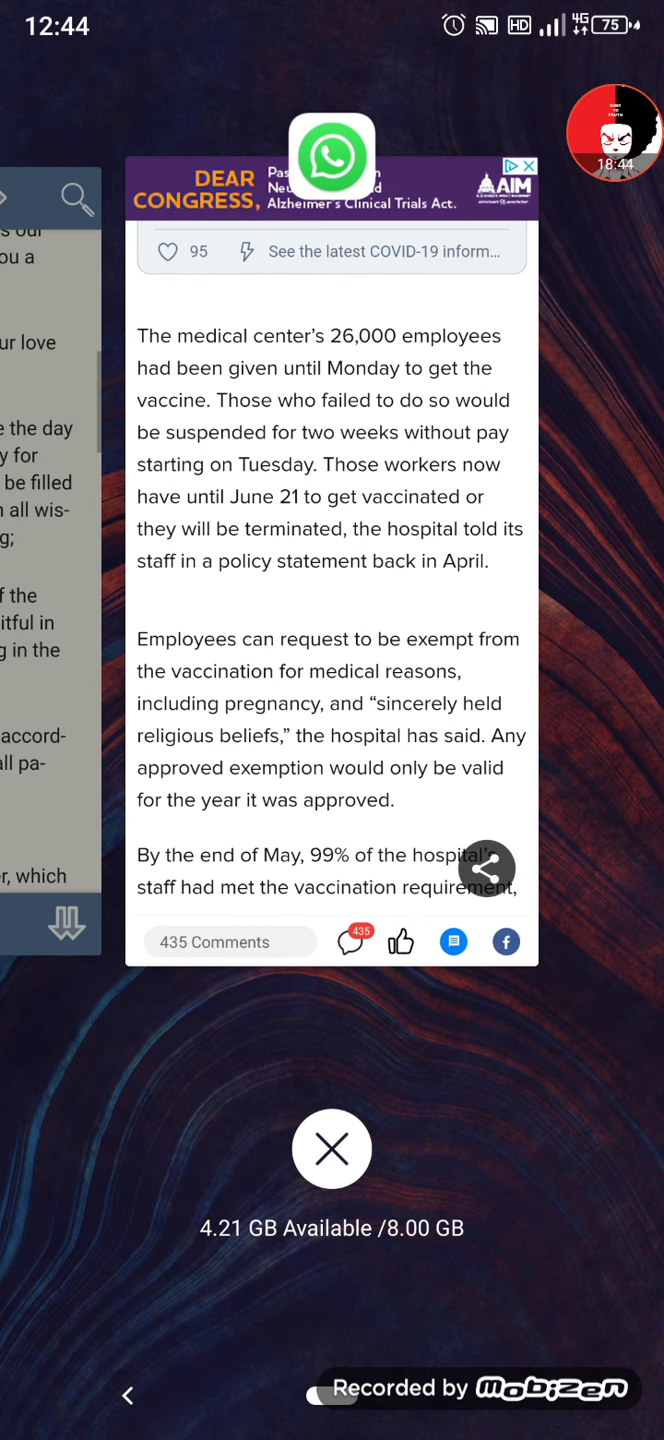 12:44
HD
4G
75
18:44
DEAR
CONGRESS,
Alzheimer's Clinical Trials Act.
AIM
95
See the latest COVID-19 inform...
The medical center's 26,000 employees
had been given until Monday to get the
vaccine. Those who failed to do so would
be suspended for two weeks without pay
starting on Tuesday. Those workers now
have until June 21 to get vaccinated or
they will be terminated, the hospital told its
staff in a policy statement back in April.
Employees can request to be exempt from
the vaccination for medical reasons,
including pregnancy, and “sincerely held
religious beliefs,” the hospital has said. Any
approved exemption would only be valid
for the year it was approved.
By the end of May, 99% of the hospital's
staff had met the vaccination requirement,
435 Comments
435
ou a
ur love
e the day
y for
be filled
all wis-
g;
f the
itful in
g in the
accord-
all pa-
r, which
4.21 GB Available /8.00 GB
Recorded by mobizen